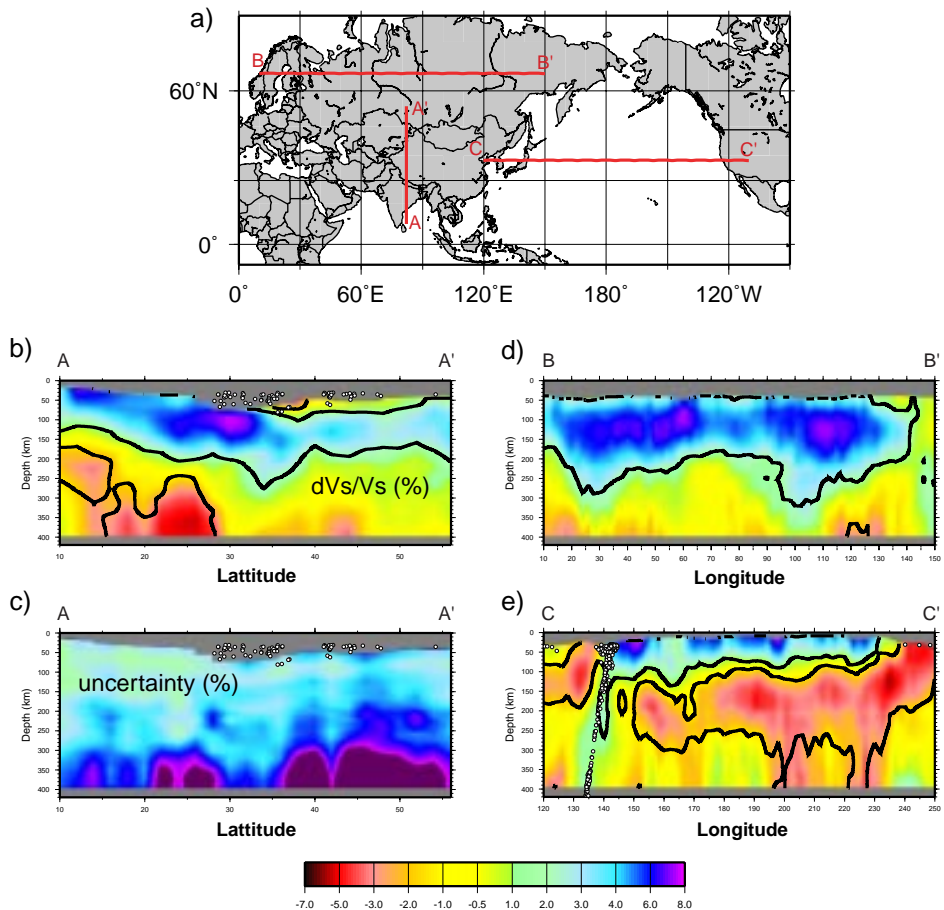 a)
B
B'
A'
C
C'
A
60˚N
0˚
0˚
60˚E
120˚E
180˚
120˚W
b)
A
A'
Depth (km)
0
50
100
150
200
250
300
350
400
dVs/Vs (%)
10
20
30
40
50
Lattitude
d)
B
B'
Depth (km)
0
50
100
150
200
250
300
350
400
10
15
20
30
40
50
60
70
80
90
100
110
120
130
140
150
Longitude
c)
A
A'
Depth (km)
0
50
100
150
200
250
300
350
400
uncertainty (%)
10
20
30
40
50
Lattitude
e)
C
C'
Depth (km)
0
50
100
150
200
250
300
350
400
120
130
140
150
160
170
180
190
200
210
220
230
240
250
Longitude
-7.0
-5.0
-3.0
-2.0
-1.0
-0.5
1.0
2.0
3.0
4.0
6.0
8.0